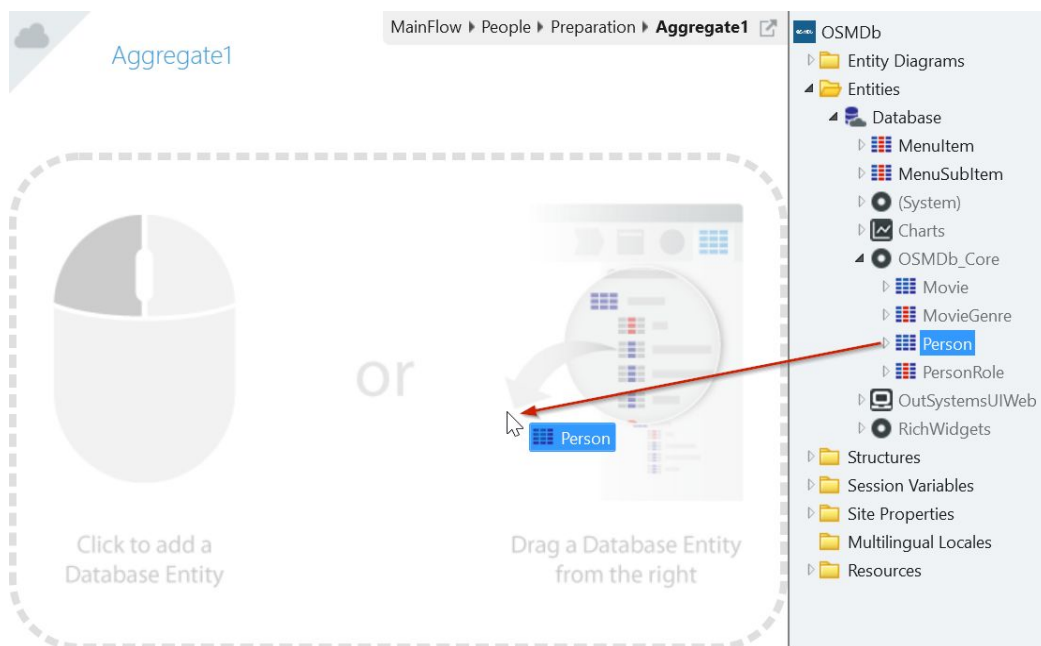 MainFlow People Preparation Aggregate1
Aggregate1
or
Person
Click to add a
Database Entity
Drag a Database Entity
from the right
OSMDb
Entity Diagrams
Entities
Database
MenuItem
MenuSubItem
(System)
Charts
OSMDb_Core
Movie
MovieGenre
Person
PersonRole
OutSystemsUIWeb
RichWidgets
Structures
Session Variables
Site Properties
Multilingual Locales
Resources